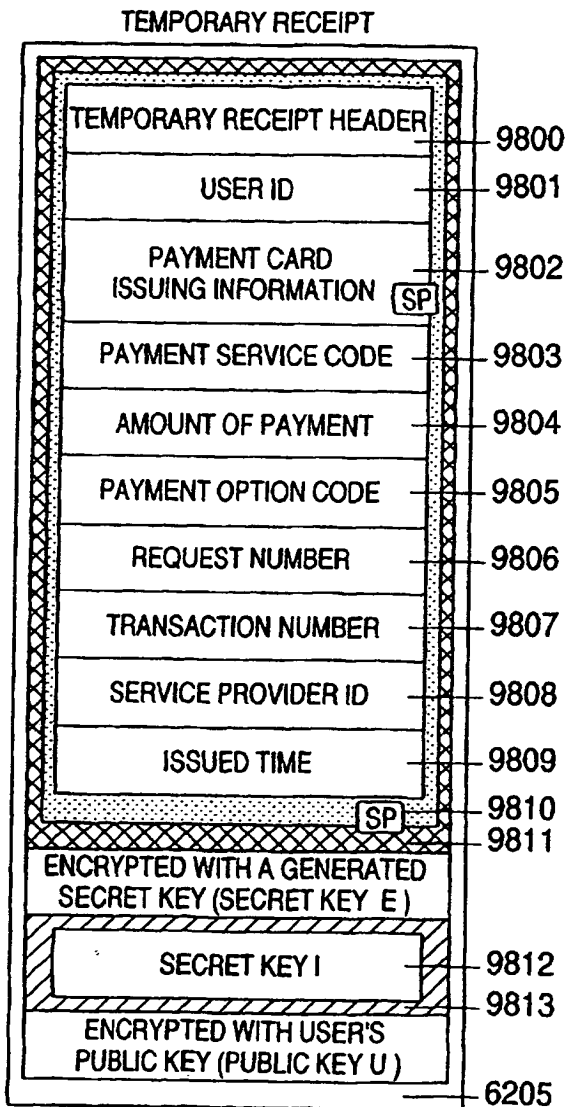 TEMPORARY RECEIPT
TEMPORARY RECEIPT HEADER
9800
USER ID
9801
PAYMENT CARD
ISSUING INFORMATION
SP
9802
PAYMENT SERVICE CODE
9803
AMOUNT OF PAYMENT
9804
PAYMENT OPTION CODE
9805
REQUEST NUMBER
9806
TRANSACTION NUMBER
9807
SERVICE PROVIDER ID
9808
ISSUED TIME
9809
SP
9810
9811
ENCRYPTED WITH A GENERATED
SECRET KEY (SECRET KEY E)
SECRET KEY I
9812
9813
ENCRYPTED WITH USER'S
PUBLIC KEY (PUBLIC KEY U)
6205